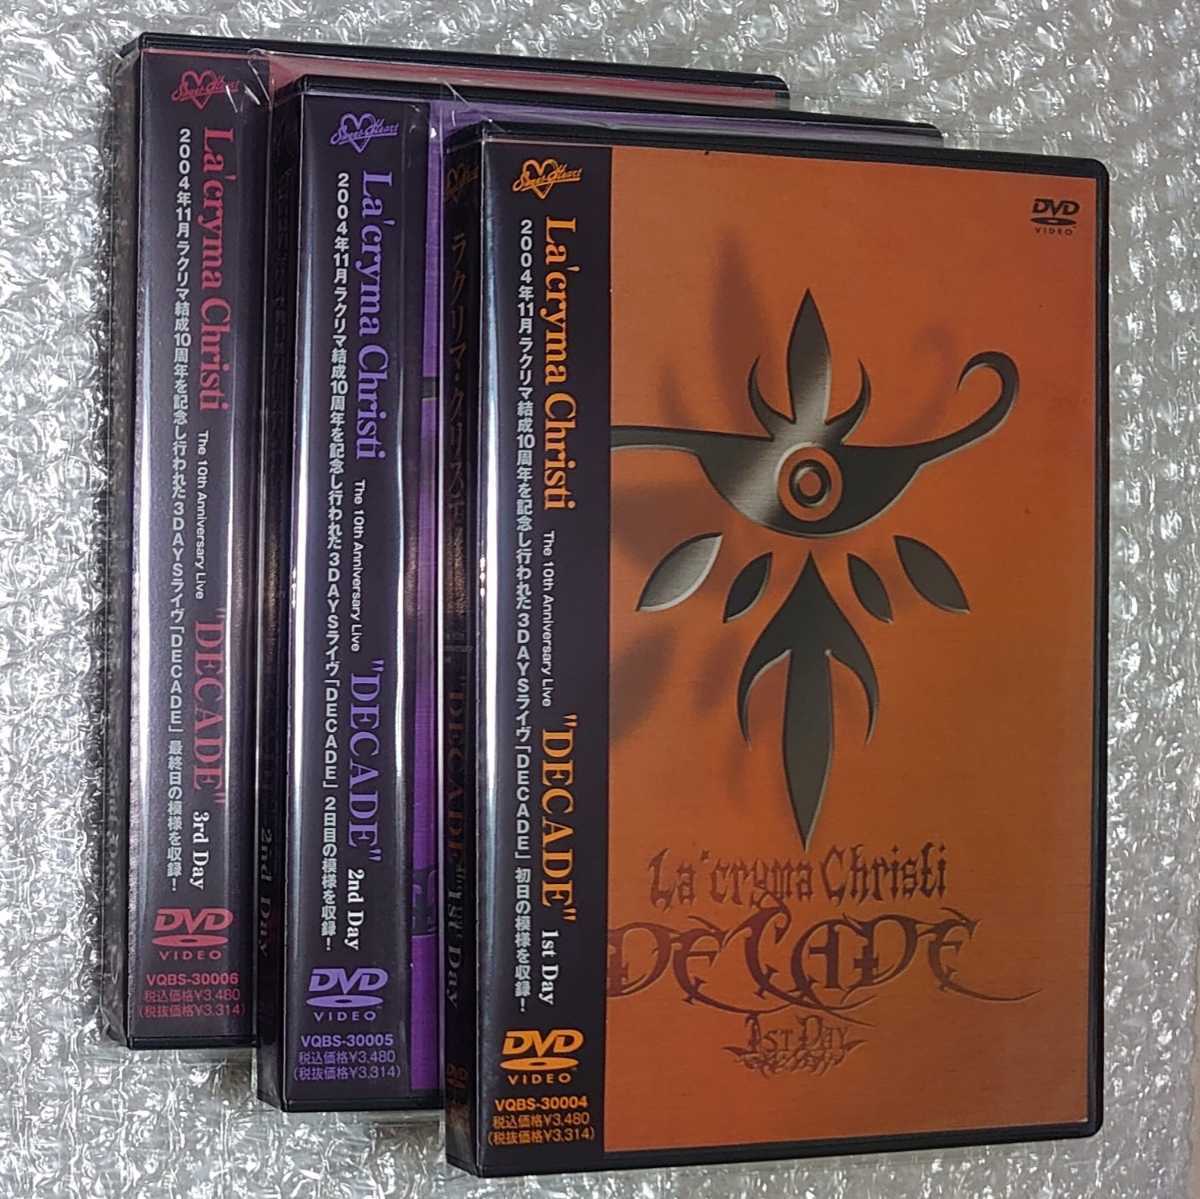 Sweet Heart
La'cryma Christi The 10th Anniversary Live "DECADE" 3rd Day
2004年11月ラクリマ結成10周年を記念し行われた3DAYSライヴ「DECADE」最終日の模様を収録!
DVD
VIDEO
VQBS-30006
税込価格¥3,480
(税抜価格¥3,314)
2nd Day
Sweet Heart
La'cryma Christi The 10th Anniversary Live "DECADE" 2nd Day
2004年11月ラクリマ結成10周年を記念し行われた3DAYSライヴ「DECADE」2日目の模様を収録!
DVD
VIDEO
VQBS-30005
税込価格¥3,480
(税抜価格¥3,314)
ラクリマ・クリスティー "DECADE" 1st Day
Sweet Heart
La'cryma Christi The 10th Anniversary Live "DECADE" 1st Day
2004年11月ラクリマ結成10周年を記念し行われた3DAYSライヴ「DECADE」初日の模様を収録!
DVD
VIDEO
VQBS-30004
税込価格¥3,480
(税抜価格¥3,314)
DVD
VIDEO
La'cryma Christi
DECADE
1st Day